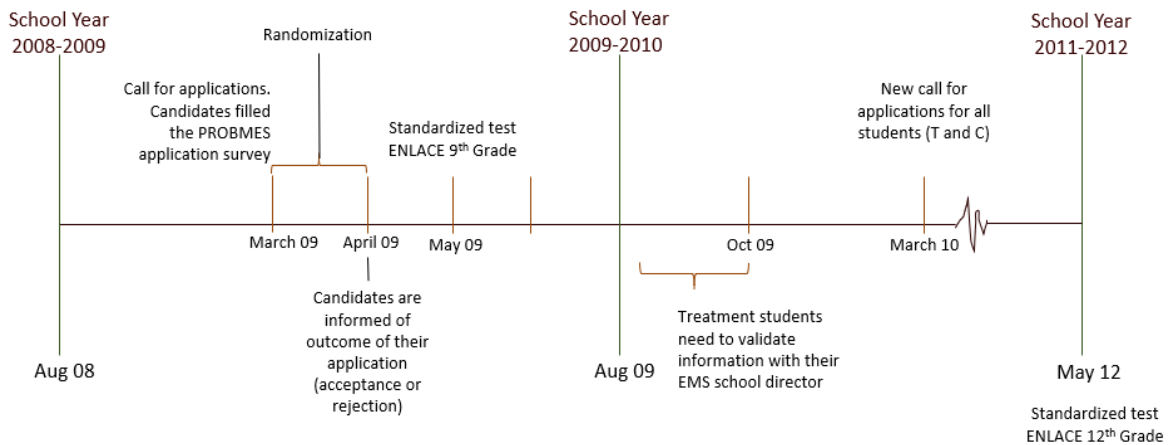 School Year
2008-2009
Randomization
School Year
2009-2010
School Year
2011-2012
Call for applications.
Candidates filled
the PROBMES
application survey
Standardized test
ENLACE 9th Grade
New call for
applications for all
students (T and C)
March 09
April 09
May 09
Oct 09
March 10
Candidates are
informed of
outcome of their
application
(acceptance or
rejection)
Treatment students
need to validate
information with their
EMS school director
Aug 08
Aug 09
May 12
Standardized test
ENLACE 12th Grade